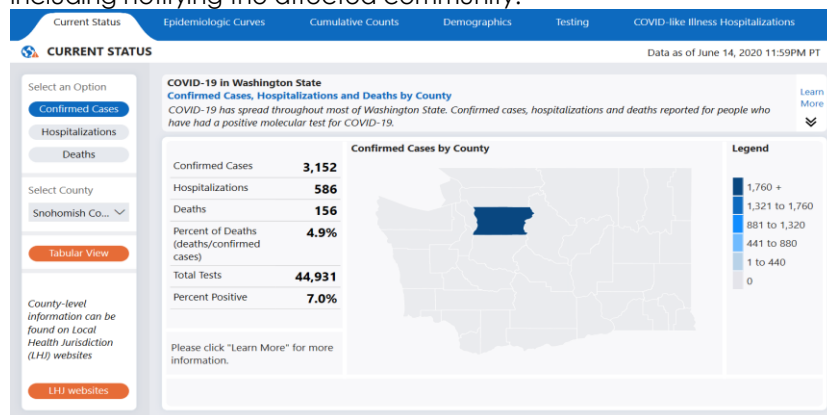 including notifying the affected community.
Current Status
Epidemiologic Curves
Cumulative Counts
Demographics
Testing
COVID-like Illness Hospitalizations
CURRENT STATUS
Data as of June 14, 2020 11:59PM PT
Select an Option
Confirmed Cases
Hospitalizations
Deaths
Select County
Snohomish Co...
Tabular View
County-level
information can be
found on Local
Health Jurisdiction
(LHJ) websites
LHJ websites
COVID-19 in Washington State
Confirmed Cases, Hospitalizations and Deaths by County
COVID-19 has spread throughout most of Washington State. Confirmed cases, hospitalizations and deaths reported for people who
have had a positive molecular test for COVID-19.
Learn
More
Confirmed Cases 3,152
Hospitalizations 586
Deaths 156
Percent of Deaths 4.9%
(deaths/confirmed
cases)
Total Tests 44,931
Percent Positive 7.0%
Please click "Learn More" for more
information.
Confirmed Cases by County
Legend
1,760 +
1,321 to 1,760
881 to 1,320
441 to 880
1 to 440
0